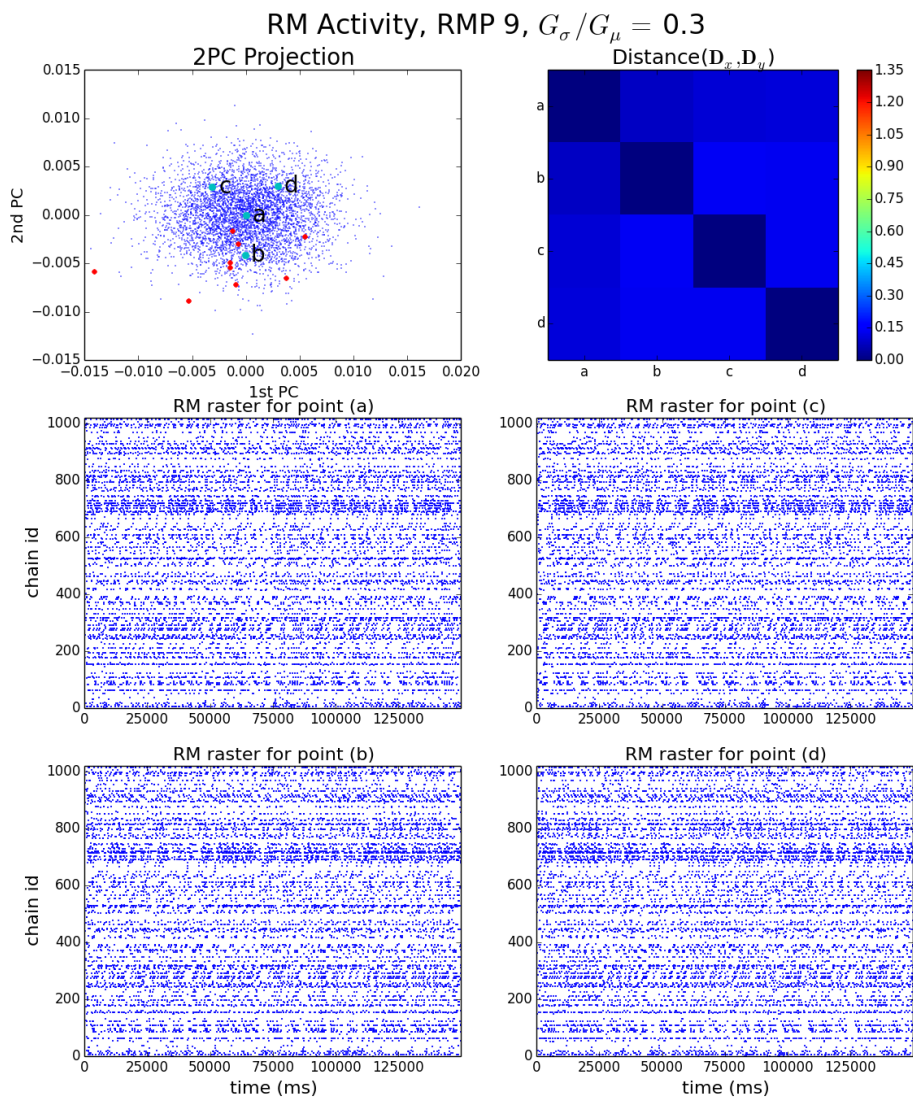 RM Activity, RMP 9, G_σ/G_μ = 0.3
2PC Projection
0.015
0.010
0.005
0.000
−0.005
−0.010
−0.015
2nd PC
c
d
a
b
−0.015 −0.010 −0.005 0.000 0.005 0.010 0.015 0.020
1st PC
Distance(D_x,D_y)
a
b
c
d
a b c d
1.35
1.20
1.05
0.90
0.75
0.60
0.45
0.30
0.15
0.00
RM raster for point (a)
1000
800
600
400
200
0
chain id
0 25000 50000 75000 100000 125000
RM raster for point (c)
1000
800
600
400
200
0
0 25000 50000 75000 100000 125000
RM raster for point (b)
1000
800
600
400
200
0
chain id
0 25000 50000 75000 100000 125000
time (ms)
RM raster for point (d)
1000
800
600
400
200
0
0 25000 50000 75000 100000 125000
time (ms)